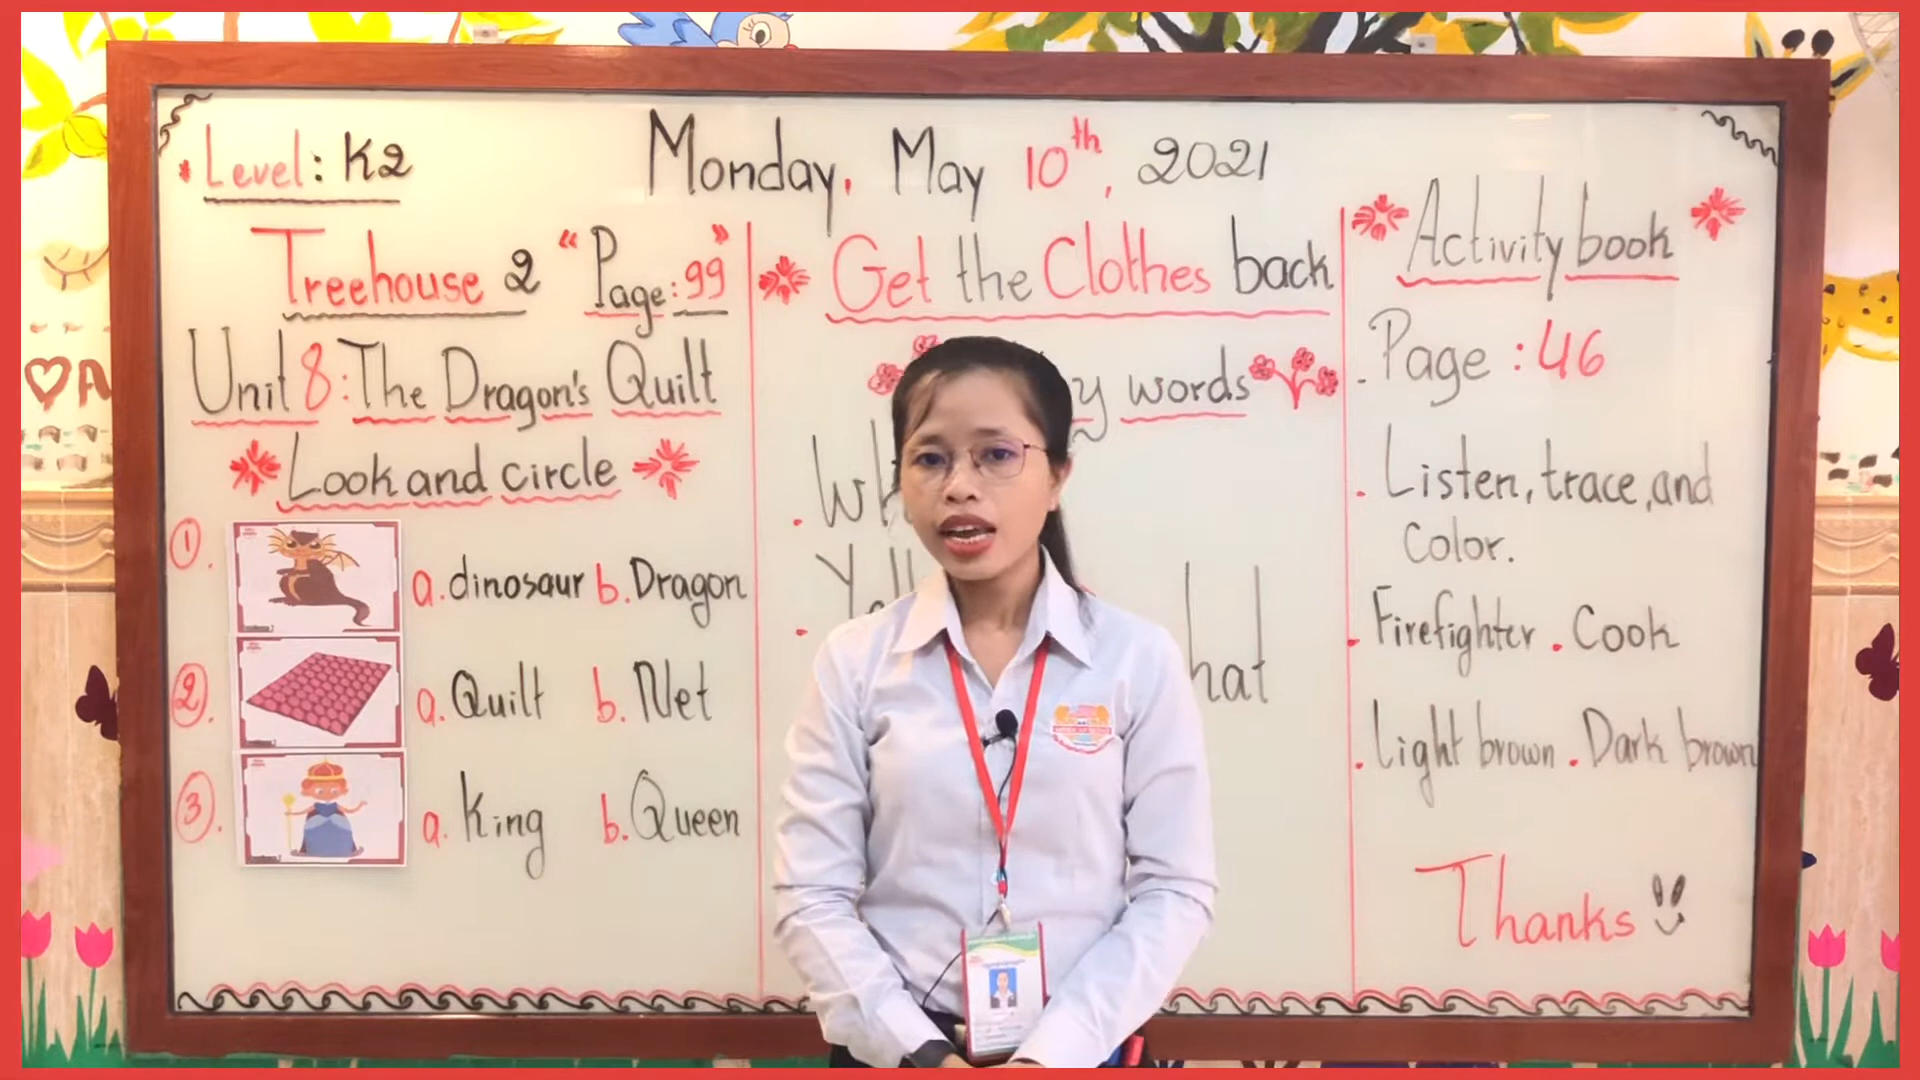 Level: K2
Monday, May 10th, 2021
Treehouse 2 "Page: 99"
Unit 8: The Dragon's Quilt
Look and circle
1. a. dinosaur b. Dragon
2. a. Quilt b. Net
3. a. King b. Queen
Get the Clothes back
words
hat
Activity book
. Page : 46
. Listen, trace, and
Color.
. Firefighter . Cook
. Light brown . Dark brown
Thanks